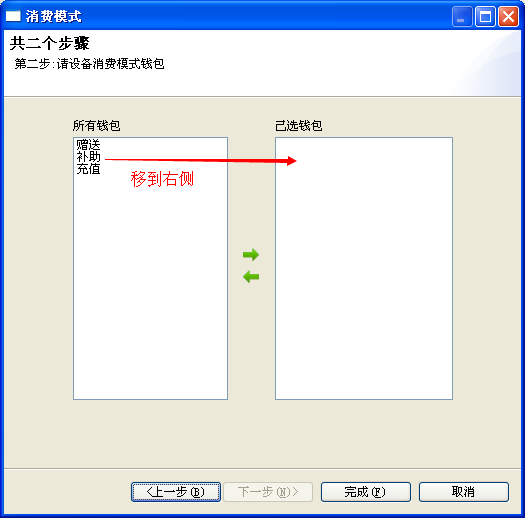 消费模式
共二个步骤
第二步:请设备消费模式钱包
所有钱包
已选钱包
赠送
补助
充值
移到右侧
<上一步(B)
下一步(N)>
完成(F)
取消